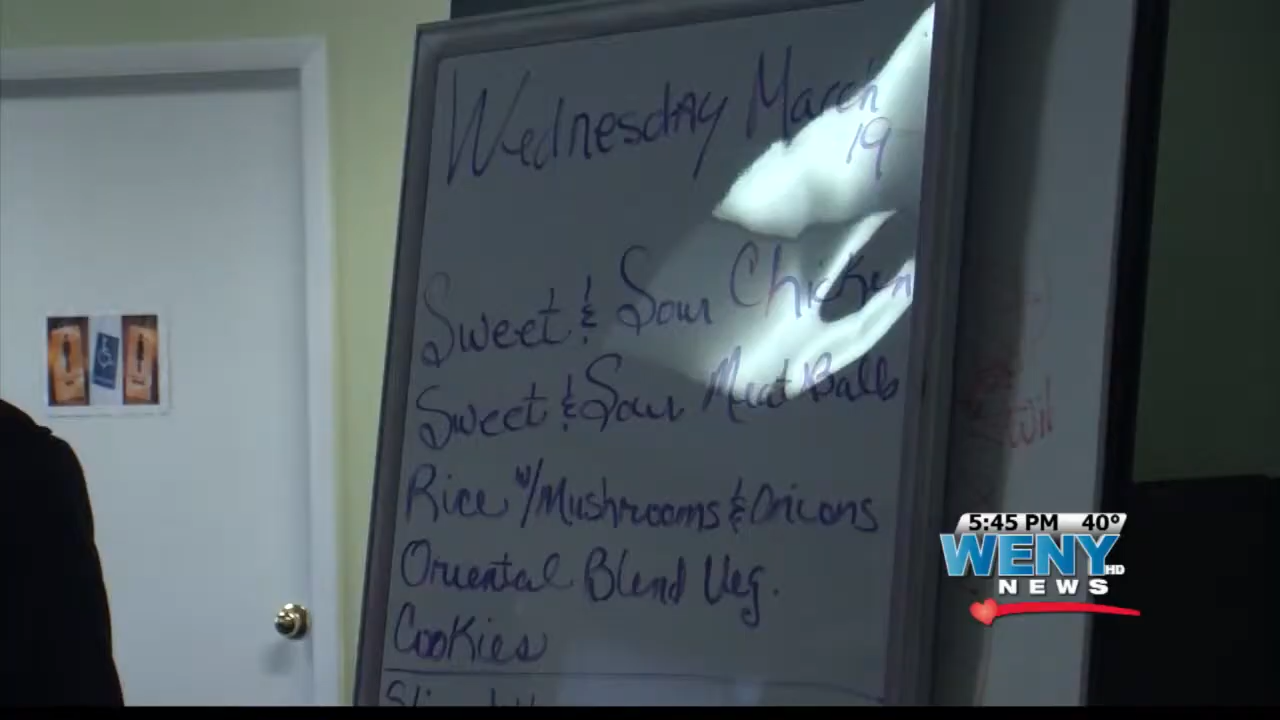 Wednesday March
19
Sweet & Sour Chicken
Sweet & Sour Meat Balls
Rice w/Mushrooms & Onions
Oriental Blend Veg.
Cookies
5:45 PM 40°
WENY HD
NEWS